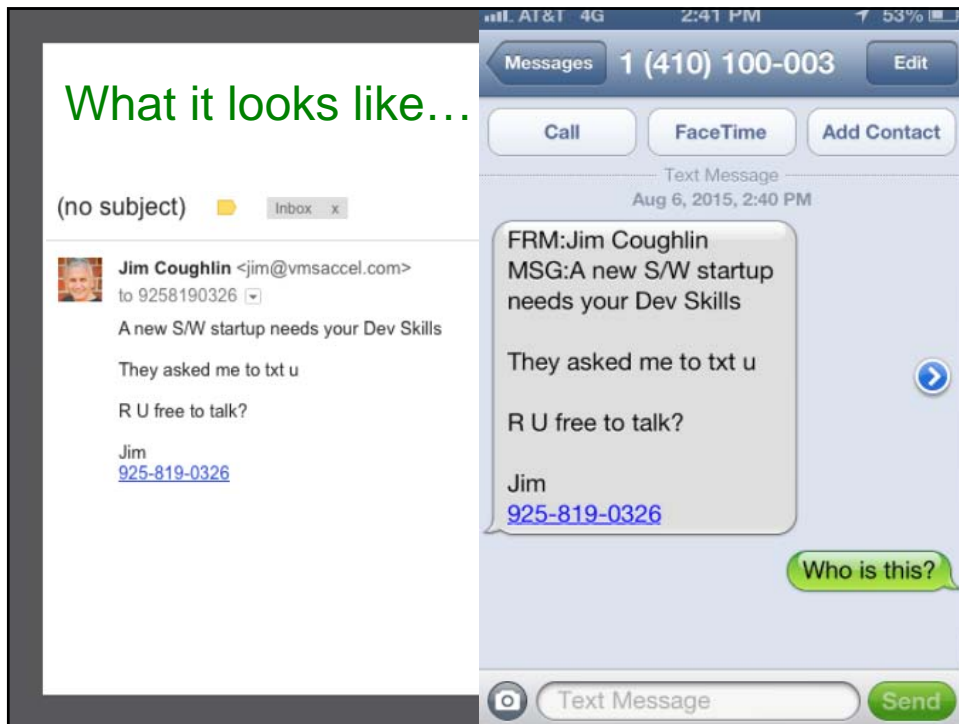 What it looks like…
(no subject) Inbox x
Jim Coughlin <jim@vmsaccel.com>
to 9258190326
A new S/W startup needs your Dev Skills
They asked me to txt u
R U free to talk?
Jim
925-819-0326
AT&T 4G 2:41 PM 53%
Messages 1 (410) 100-003 Edit
Call FaceTime Add Contact
Text Message
Aug 6, 2015, 2:40 PM
FRM:Jim Coughlin
MSG:A new S/W startup
needs your Dev Skills
They asked me to txt u
R U free to talk?
Jim
925-819-0326
Who is this?
Text Message Send